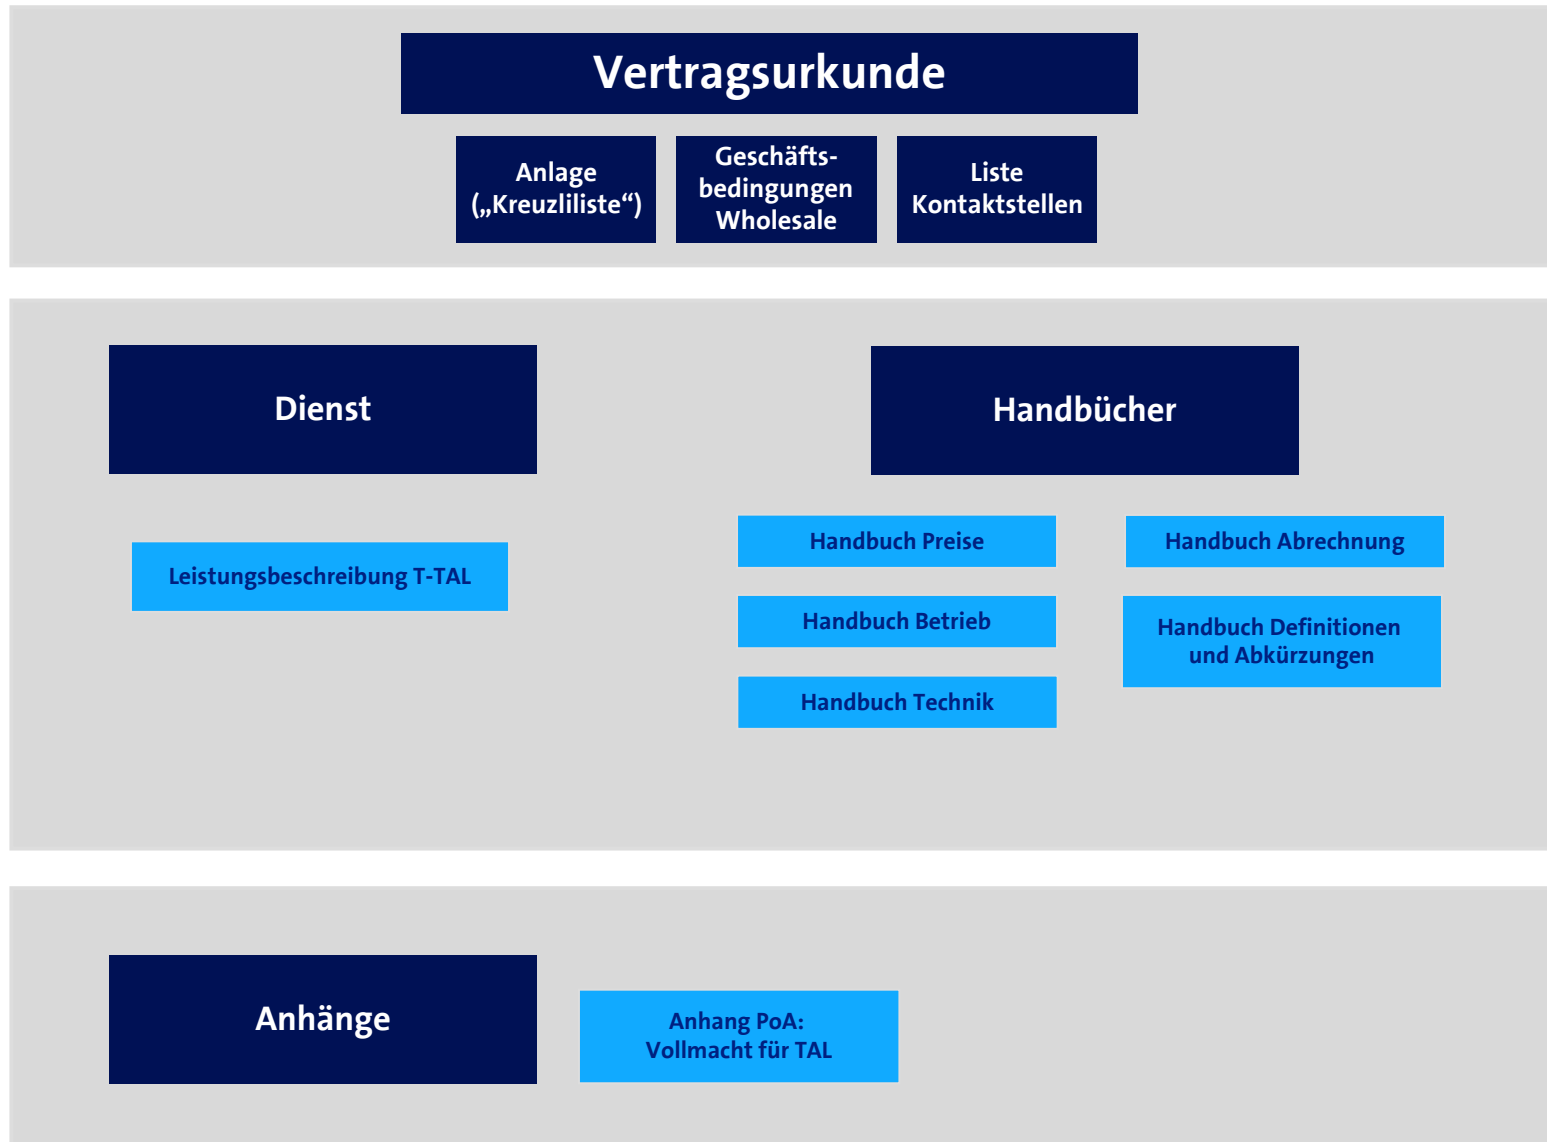 Vertragsurkunde
Anlage
(„Kreuzliliste“)
Geschäfts-
bedingungen
Wholesale
Liste
Kontaktstellen
Dienst
Leistungsbeschreibung T-TAL
Handbücher
Handbuch Preise
Handbuch Betrieb
Handbuch Technik
Handbuch Abrechnung
Handbuch Definitionen
und Abkürzungen
Anhänge
Anhang PoA:
Vollmacht für TAL